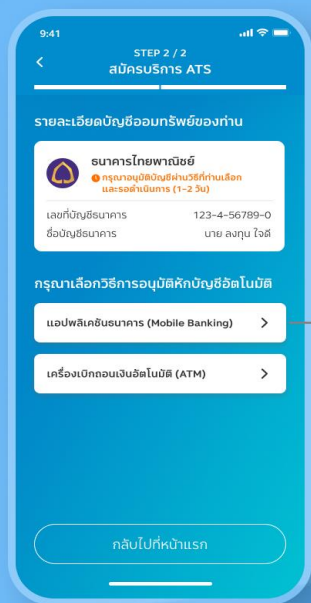 9:41
STEP 2 / 2
สมัครบริการ ATS
รายละเอียดบัญชีออมทรัพย์ของท่าน
ธนาคารไทยพาณิชย์
กรุณาอนุมัติบัญชีผ่านวิธีที่ท่านเลือก
และรอดำเนินการ (1-2 วัน)
เลขที่บัญชีธนาคาร 123-4-56789-0
ชื่อบัญชีธนาคาร นาย ลงทุน ใจดี
กรุณาเลือกวิธีการอนุมัติหักบัญชีอัตโนมัติ
แอปพลิเคชันธนาคาร (Mobile Banking)
เครื่องเบิกถอนเงินอัตโนมัติ (ATM)
กลับไปที่หน้าแรก